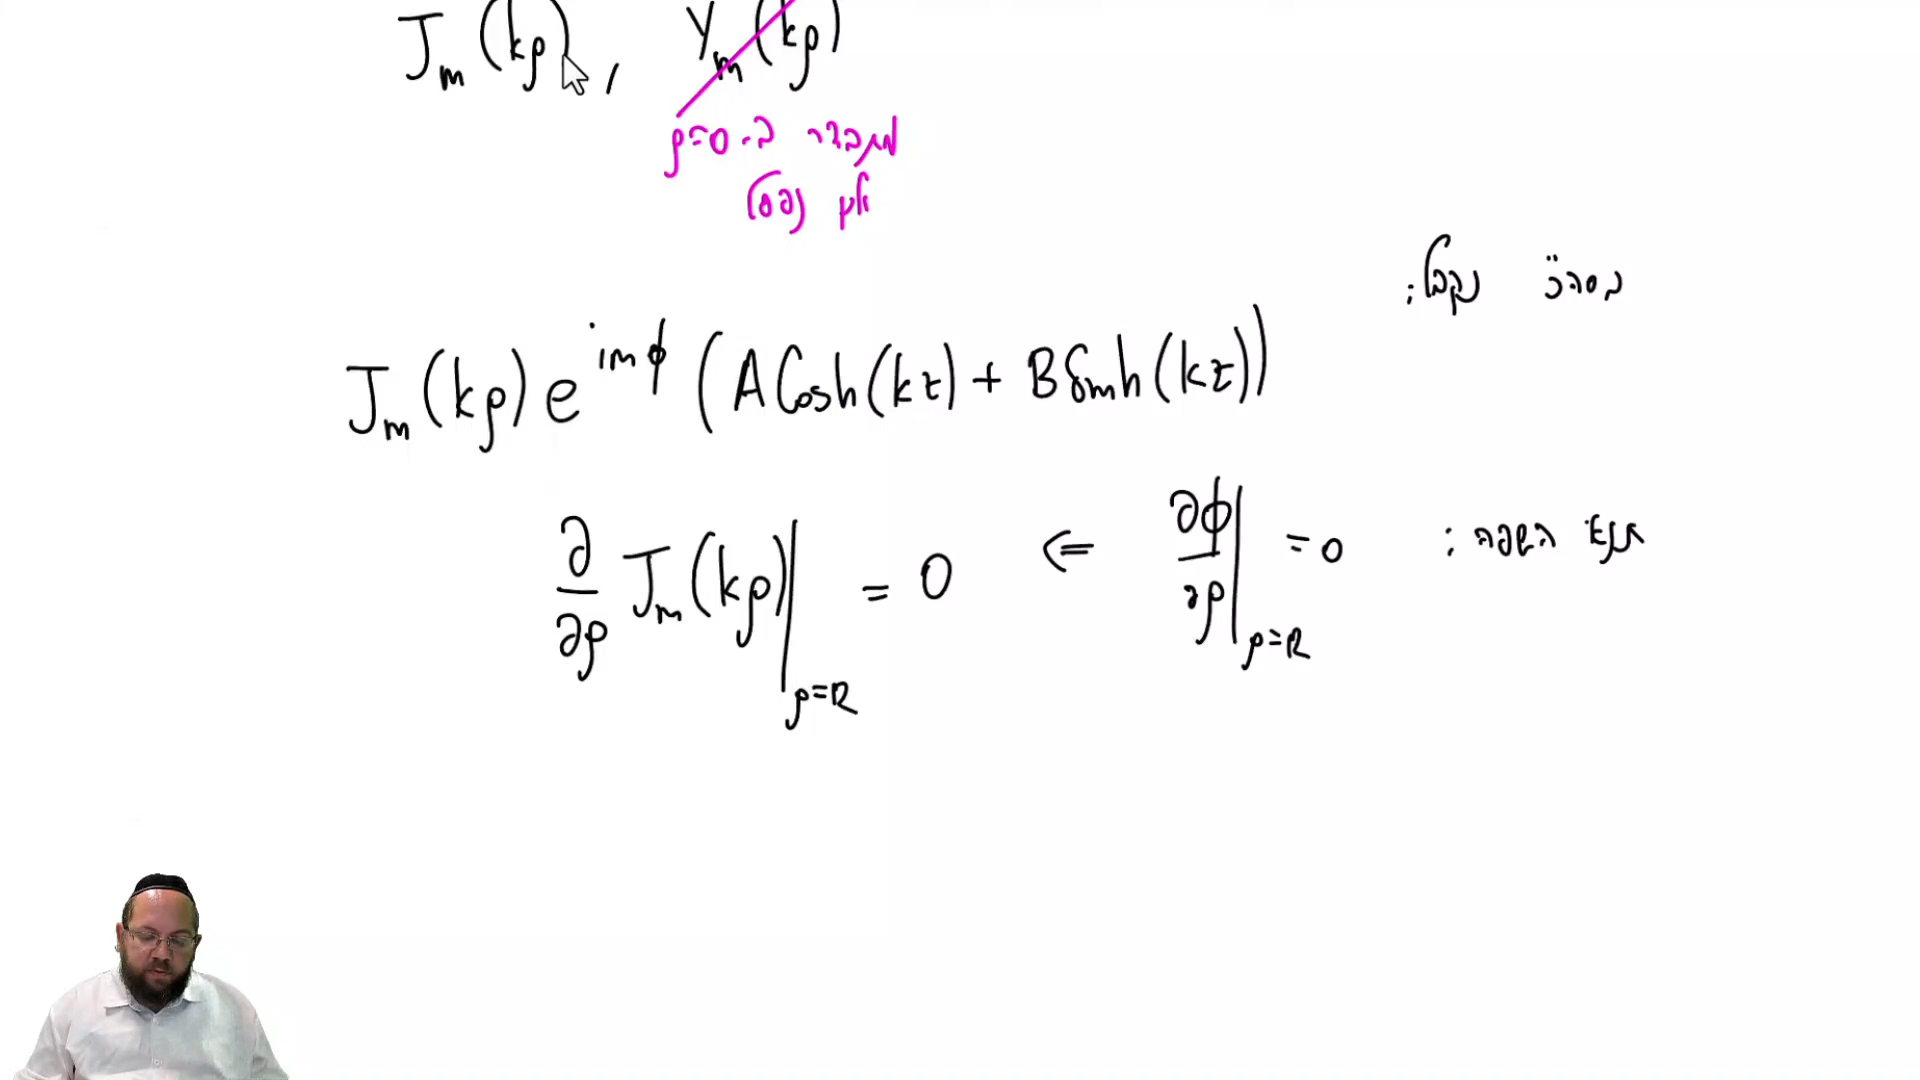 J_m(kρ), Y_m(kρ)
מתבדר ב- ρ=0
ולכן נפסל
בסה״כ נקבל:
J_m(kρ) e^{imϕ} (A Cosh(kz) + B Sinh(kz))
תנאי השפה: ∂ϕ/∂ρ|_{ρ=R} = 0 ⇐ ∂/∂ρ J_m(kρ)|_{ρ=R} = 0